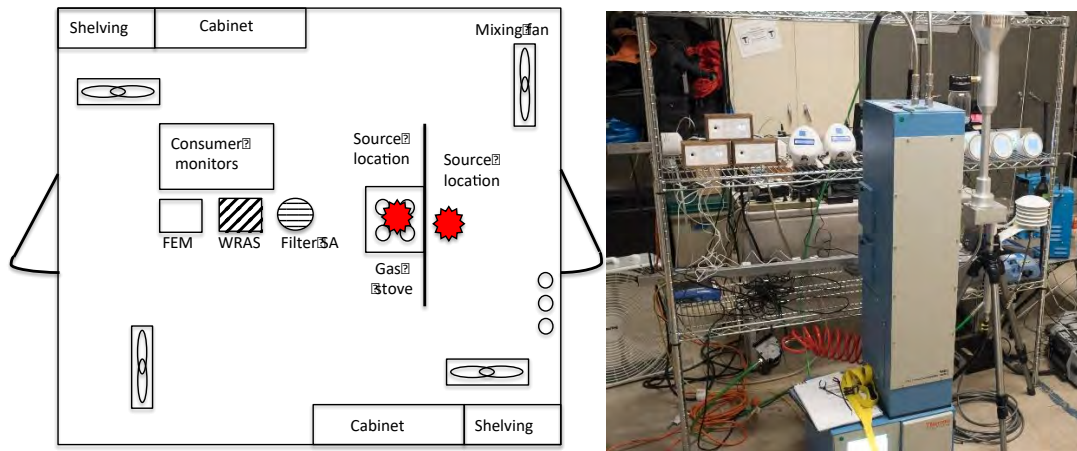 Shelving
Cabinet
Mixing⍰fan
Consumer⍰
monitors
Source⍰
location
Source⍰
location
FEM
WRAS
Filter⍰SA
Gas⍰
⍰stove
Cabinet
Shelving